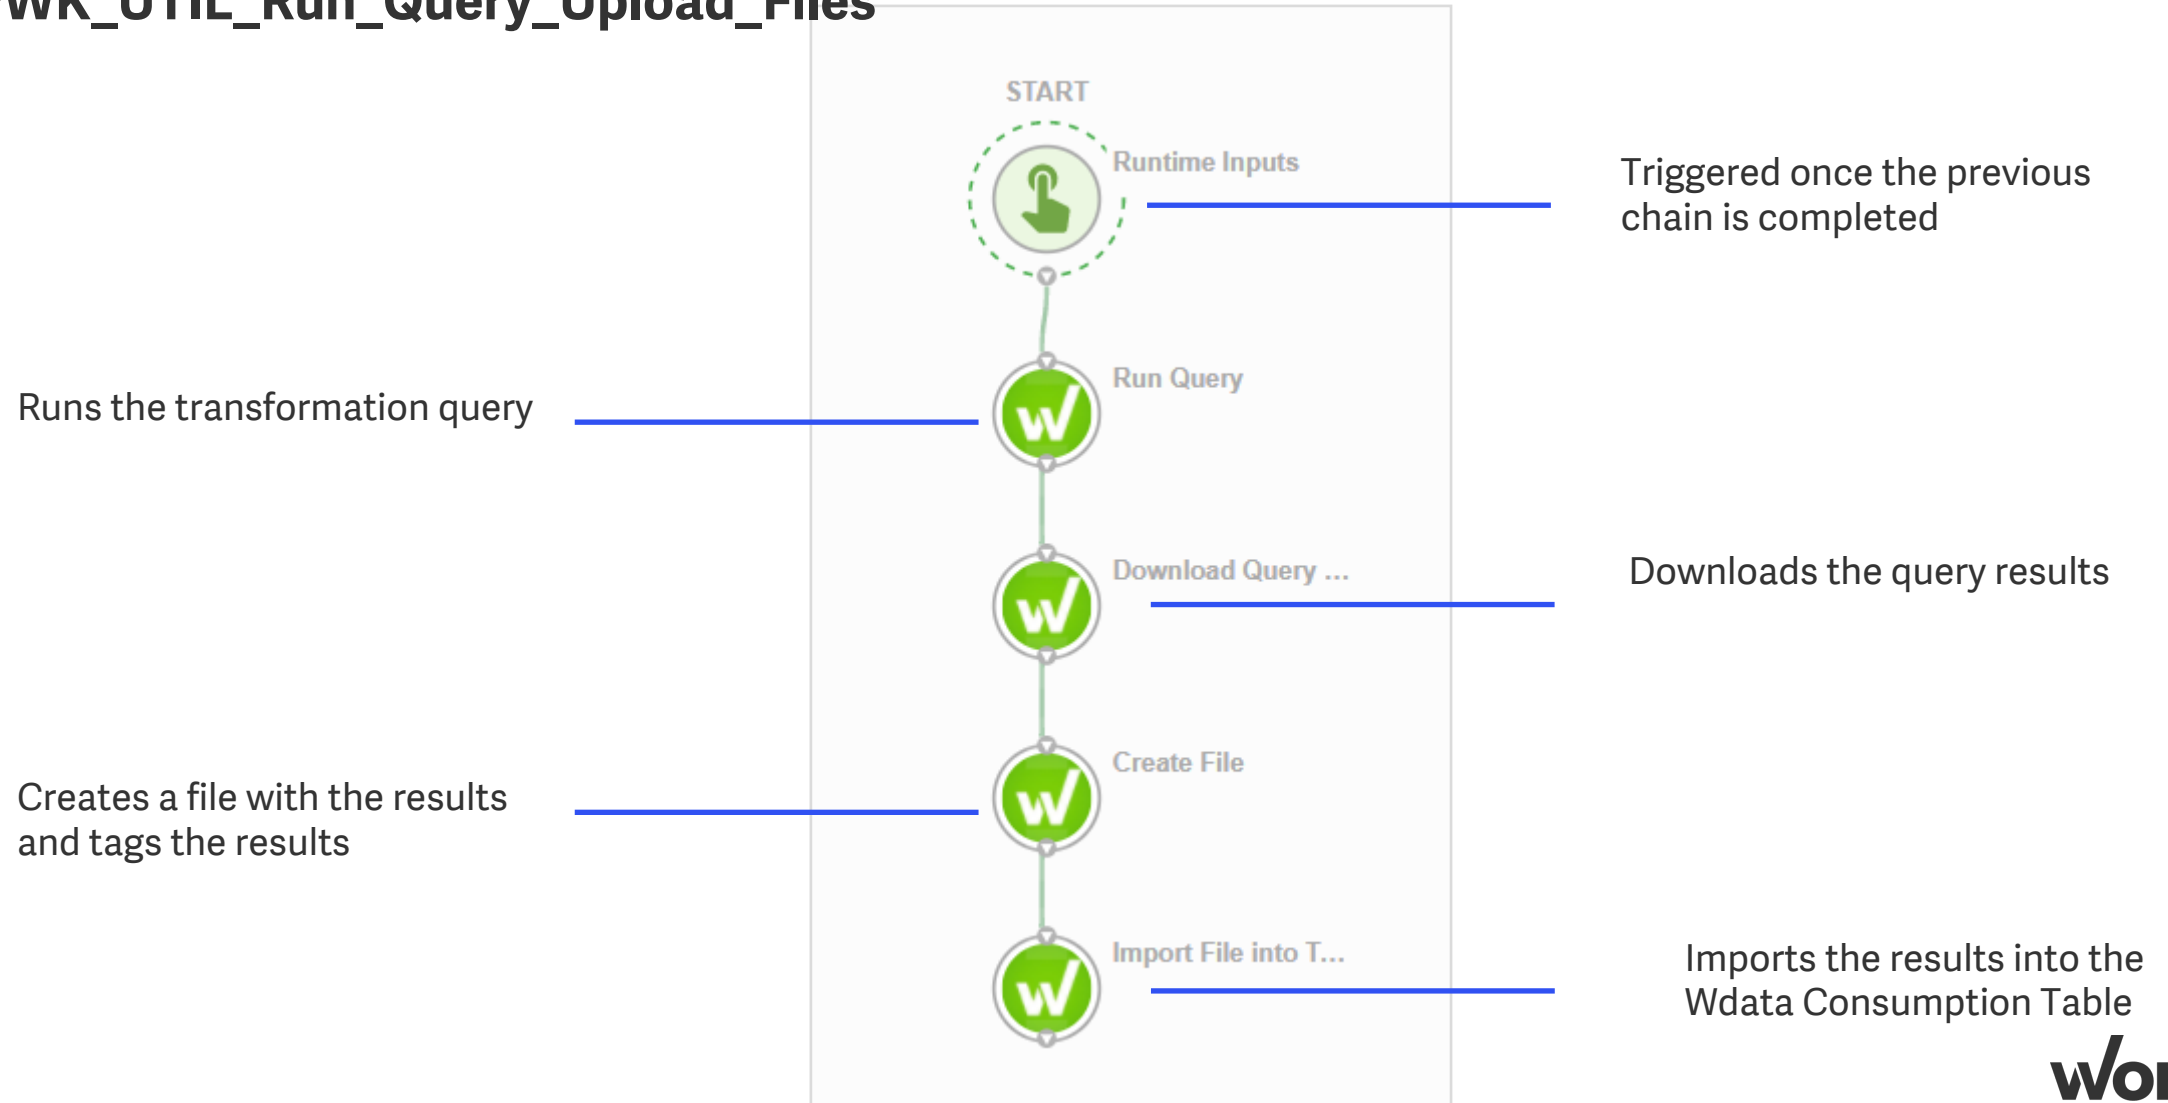 WK_UTIL_Run_Query_Upload_Files
START
Runtime Inputs
Triggered once the previous
chain is completed
Run Query
Runs the transformation query
Download Query ...
Downloads the query results
Create File
Creates a file with the results
and tags the results
Import File into T...
Imports the results into the
Wdata Consumption Table